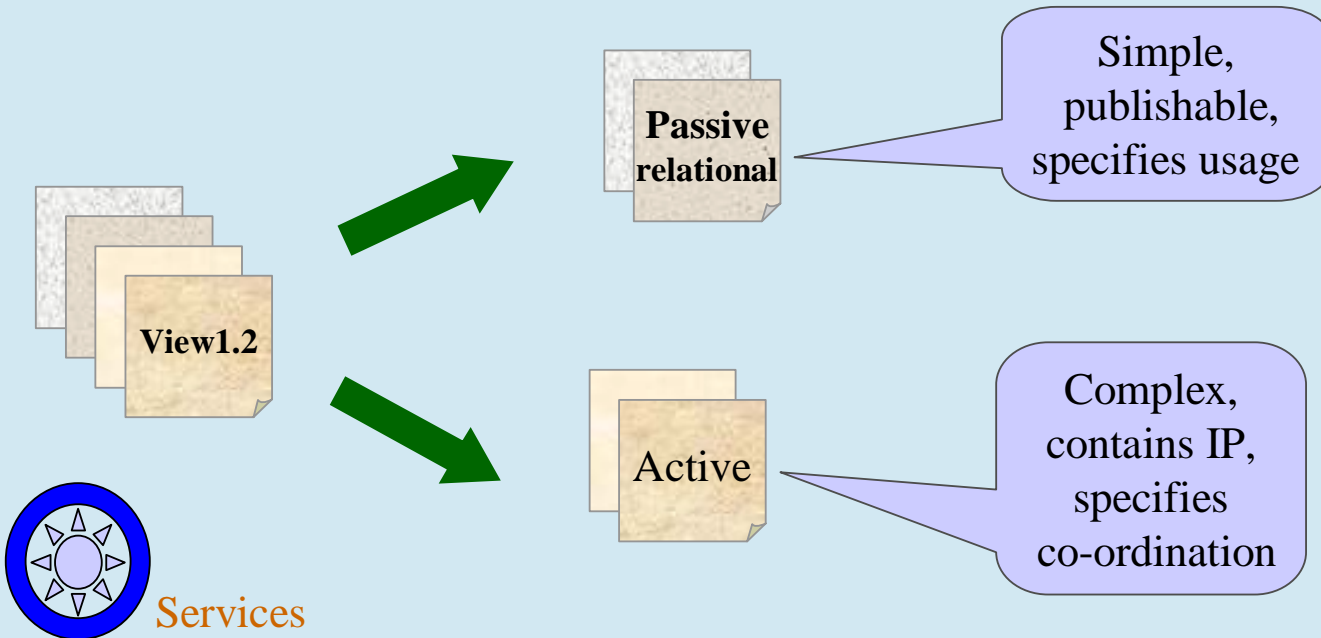 Simple,
publishable,
specifies usage
Passive
relational
View1.2
Active
Complex,
contains IP,
specifies
co-ordination
Services